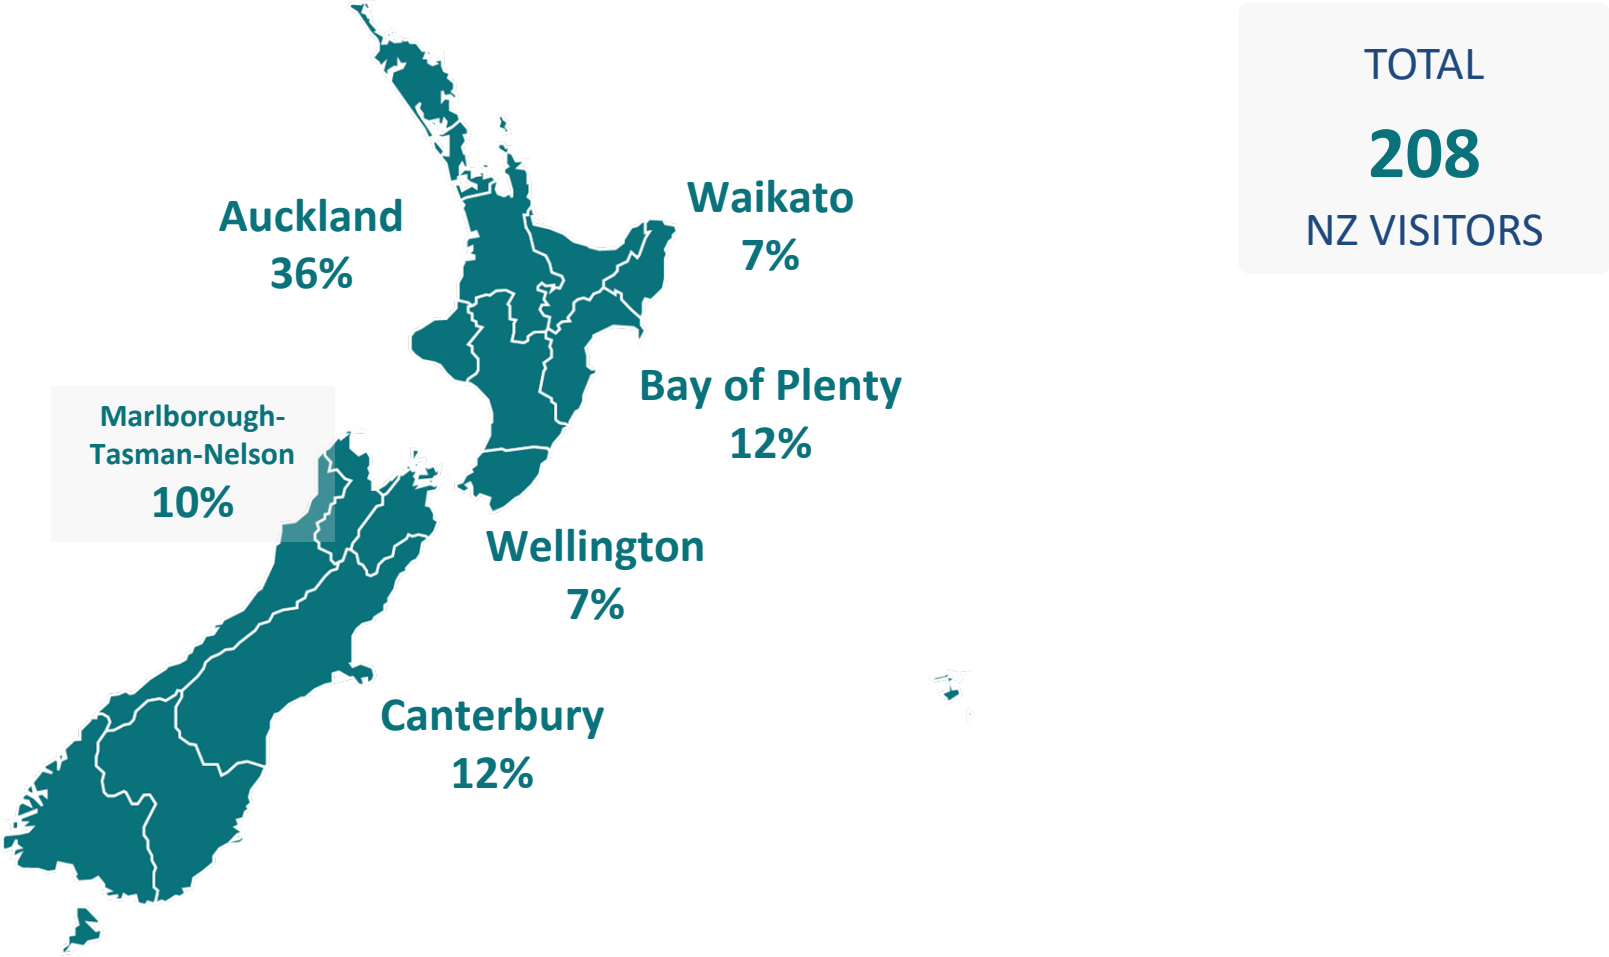 TOTAL
208
NZ VISITORS
Auckland
36%
Waikato
7%
Bay of Plenty
12%
Marlborough-
Tasman-Nelson
10%
Wellington
7%
Canterbury
12%